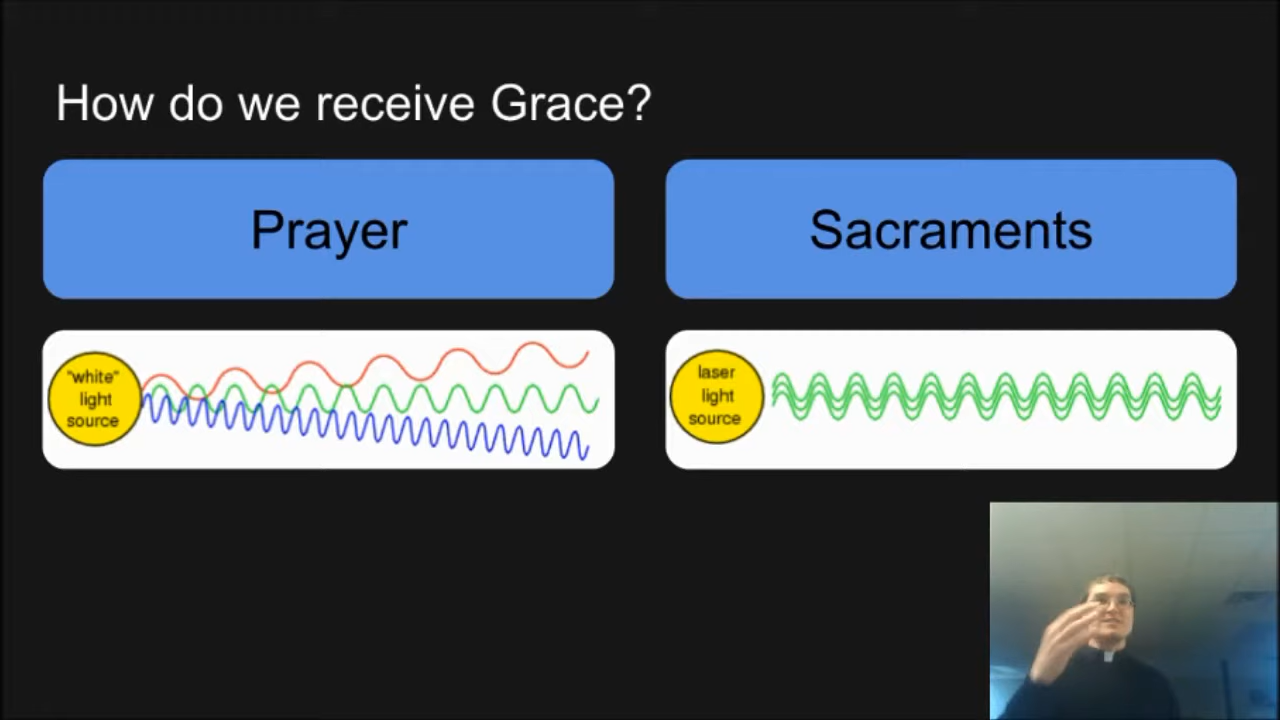 How do we receive Grace?
Prayer
Sacraments
"white"
light
source
laser
light
source